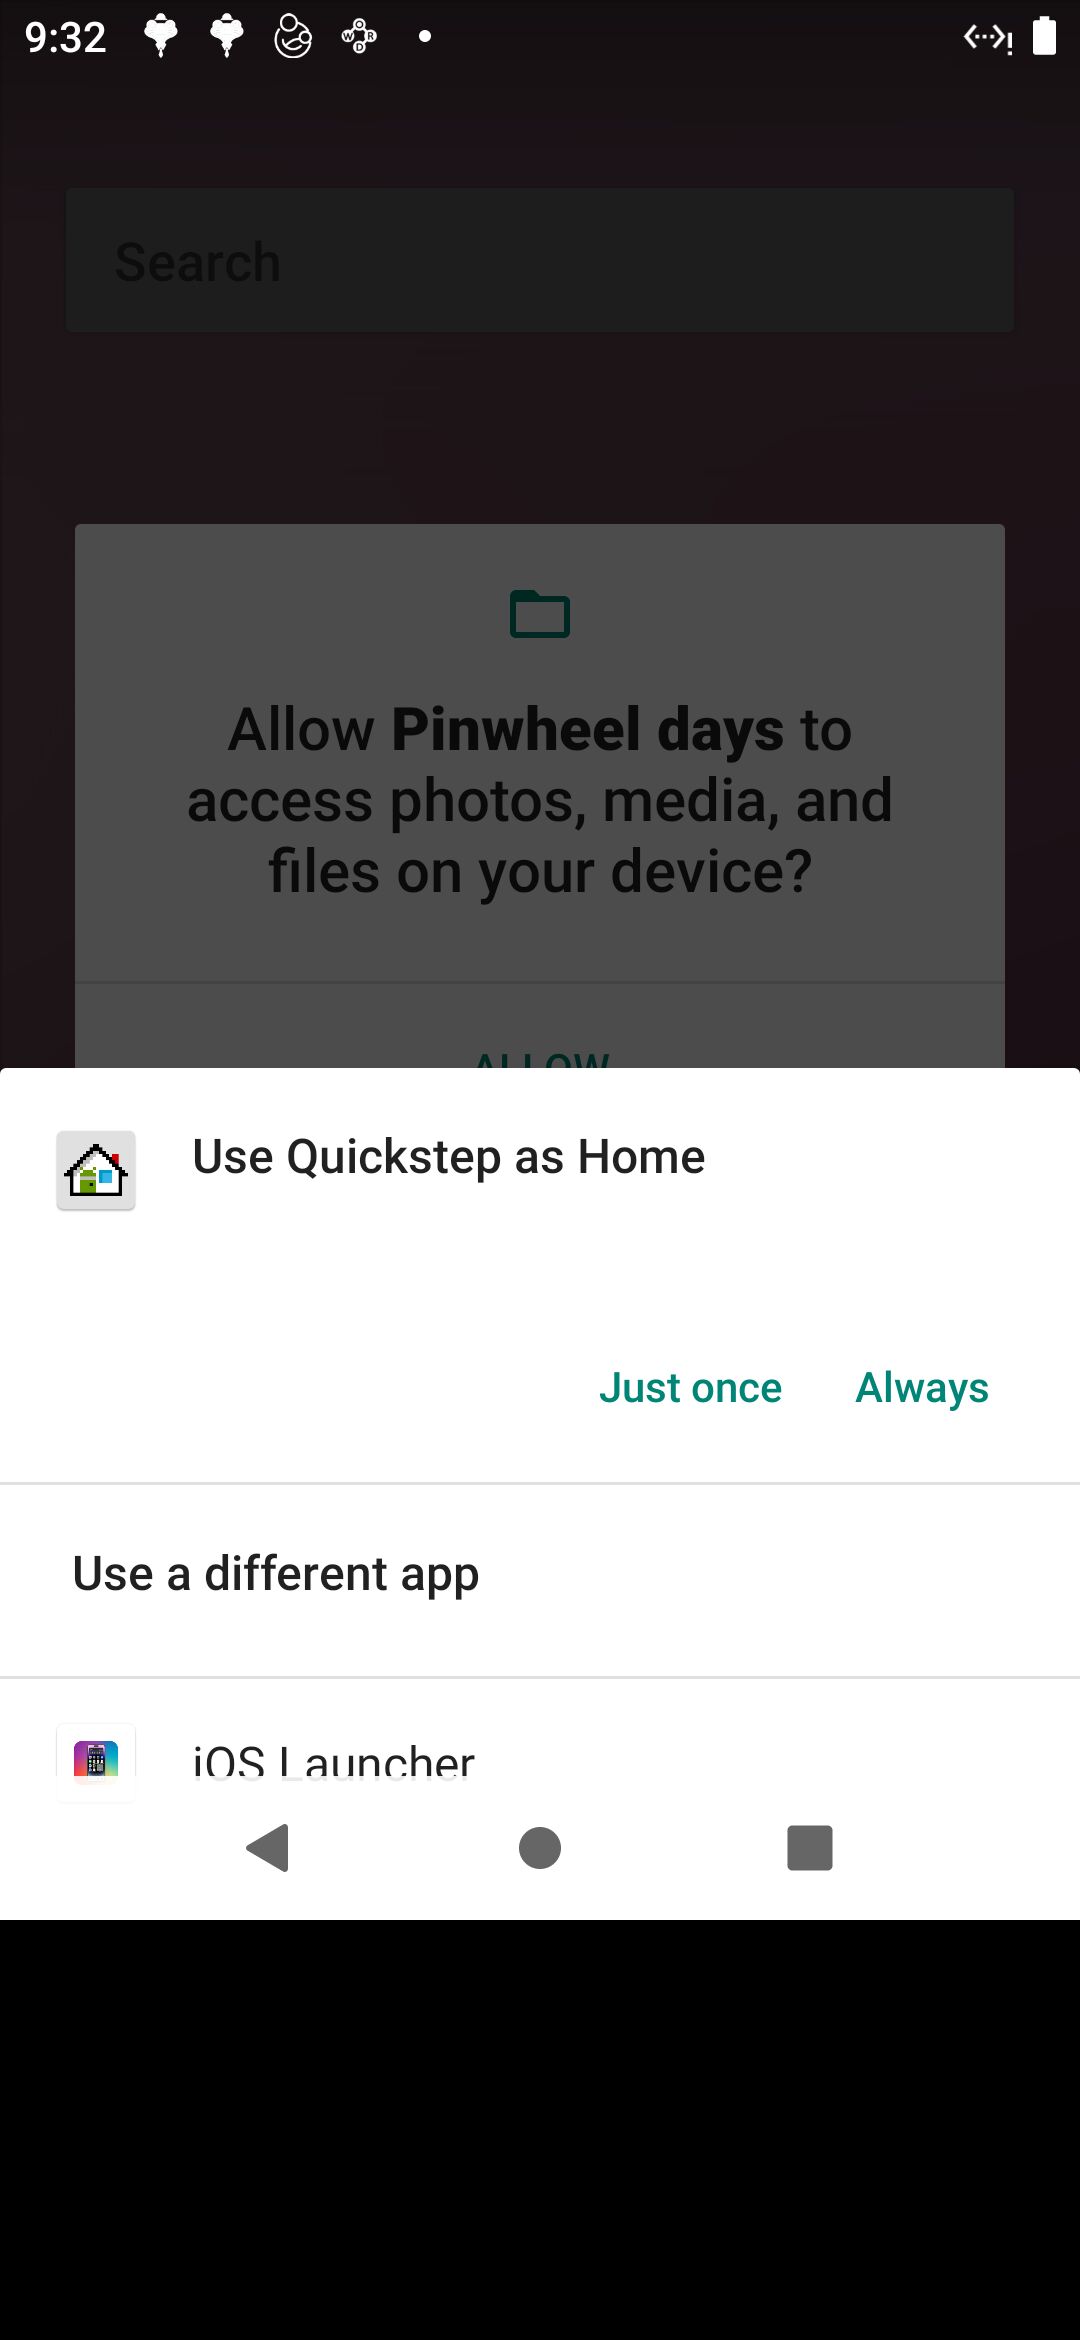 9:32
Search
Allow Pinwheel days to
access photos, media, and
files on your device?
ALLOW
Use Quickstep as Home
Just once
Always
Use a different app
iOS Launcher